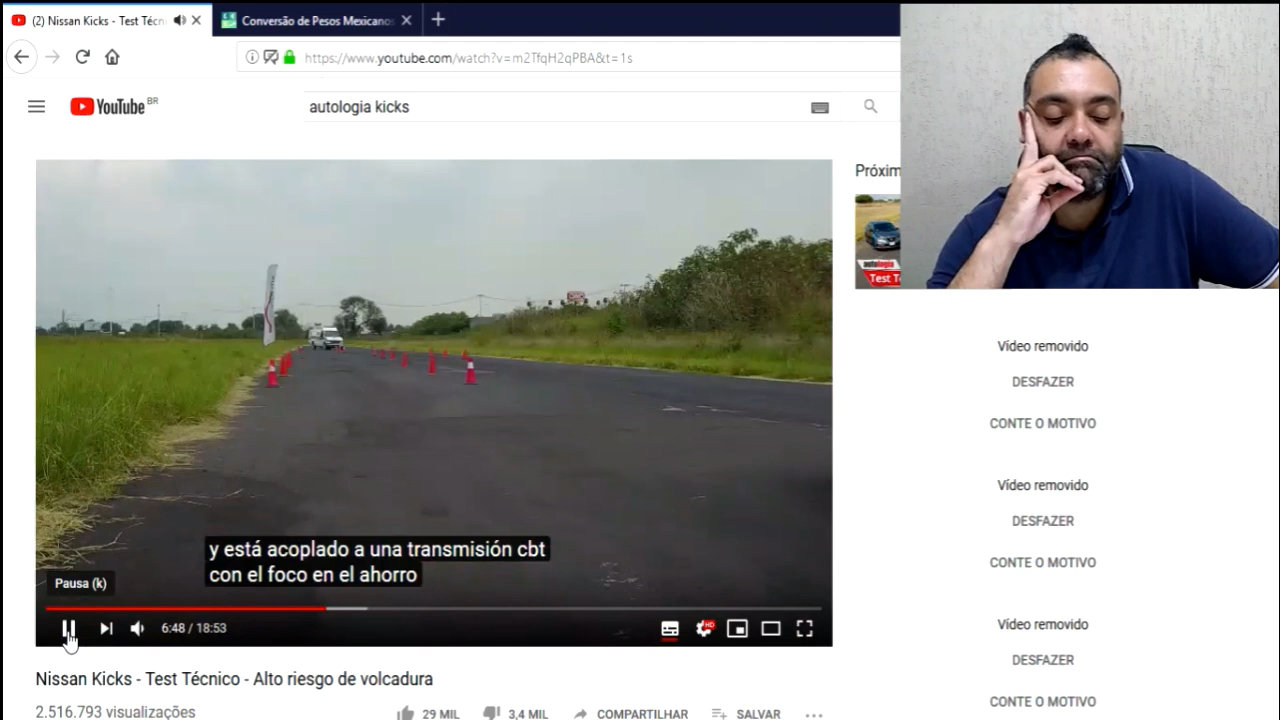 (2) Nissan Kicks - Test Técn
Conversão de Pesos Mexicanos
https://www.youtube.com/watch?v=m2TfqH2qPBA&t=1s
YouTube BR
autologia kicks
Próxim
Test T
y está acoplado a una transmisión cbt
con el foco en el ahorro
Pausa (k)
6:48 / 18:53
HD
Nissan Kicks - Test Técnico - Alto riesgo de volcadura
2.516.793 visualizações
29 MIL
3,4 MIL
COMPARTILHAR
SALVAR
Vídeo removido
DESFAZER
CONTE O MOTIVO
Vídeo removido
DESFAZER
CONTE O MOTIVO
Vídeo removido
DESFAZER
CONTE O MOTIVO